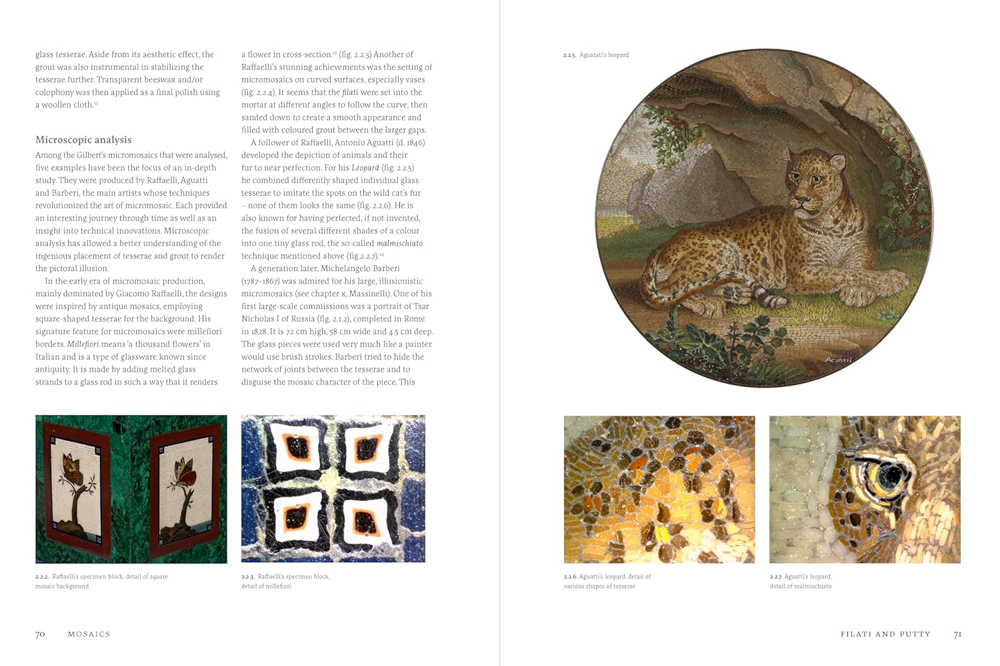 glass tesserae. Aside from its aesthetic effect, the
grout was also instrumental in stabilizing the
tesserae further. Transparent beeswax and/or
colophony was then applied as a final polish using
a woollen cloth.¹²
Microscopic analysis
Among the Gilbert's micromosaics that were analysed,
five examples have been the focus of an in-depth
study. They were produced by Raffaelli, Aguatti
and Barberi, the main artists whose techniques
revolutionized the art of micromosaic. Each provided
an interesting journey through time as well as an
insight into technical innovations. Microscopic
analysis has allowed a better understanding of the
ingenious placement of tesserae and grout to render
the pictoral illusion.
In the early era of micromosaic production,
mainly dominated by Giacomo Raffaelli, the designs
were inspired by antique mosaics, employing
square-shaped tesserae for the background. His
signature feature for micromosaics were millefiori
borders. Millefiori means ‘a thousand flowers’ in
Italian and is a type of glassware known since
antiquity. It is made by adding melted glass
strands to a glass rod in such a way that it renders
a flower in cross-section.¹³ (fig. 2.2.3) Another of
Raffaelli's stunning achievements was the setting of
micromosaics on curved surfaces, especially vases
(fig. 2.2.4). It seems that the filati were set into the
mortar at different angles to follow the curve, then
sanded down to create a smooth appearance and
filled with coloured grout between the larger gaps.
A follower of Raffaelli, Antonio Aguatti (d. 1846)
developed the depiction of animals and their
fur to near perfection. For his Leopard (fig. 2.2.5)
he combined differently shaped individual glass
tesserae to imitate the spots on the wild cat's fur
– none of them looks the same (fig. 2.2.6). He is
also known for having perfected, if not invented,
the fusion of several different shades of a colour
into one tiny glass rod, the so-called malmischiato
technique mentioned above (fig.2.2.7).¹⁴
A generation later, Michelangelo Barberi
(1787–1867) was admired for his large, illusionistic
micromosaics (see chapter x, Massinelli). One of his
first large-scale commissions was a portrait of Tsar
Nicholas I of Russia (fig. 2.1.2), completed in Rome
in 1828. It is 72 cm high, 58 cm wide and 4.5 cm deep.
The glass pieces were used very much like a painter
would use brush strokes. Barberi tried to hide the
network of joints between the tesserae and to
disguise the mosaic character of the piece. This
2.2.2. Raffaelli's specimen block, detail of square
mosaic background
2.2.3. Raffaelli's specimen block,
detail of millefiori
70 MOSAICS
2.2.5. Aguatati's leopard
AGUATTI
2.2.6. Aguatti's leopard, detail of
various shapes of tesserae
2.2.7. Aguatti's leopard,
detail of malmischiato
FILATI AND PUTTY 71